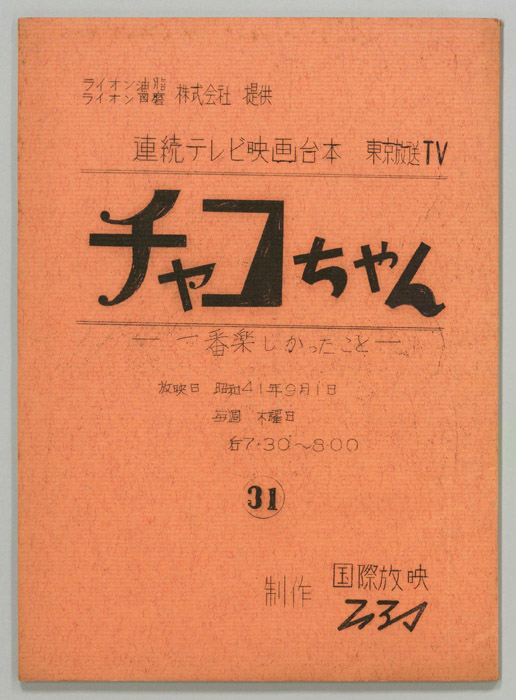 ライオン油脂
ライオン歯磨 株式会社 提供
連続テレビ映画台本 東京放送TV
チャコちゃん
― 一番楽しかったこと ―
放映日 昭和41年9月1日
毎週 木曜日
后7・30'～8・00
31
制作 国際放映